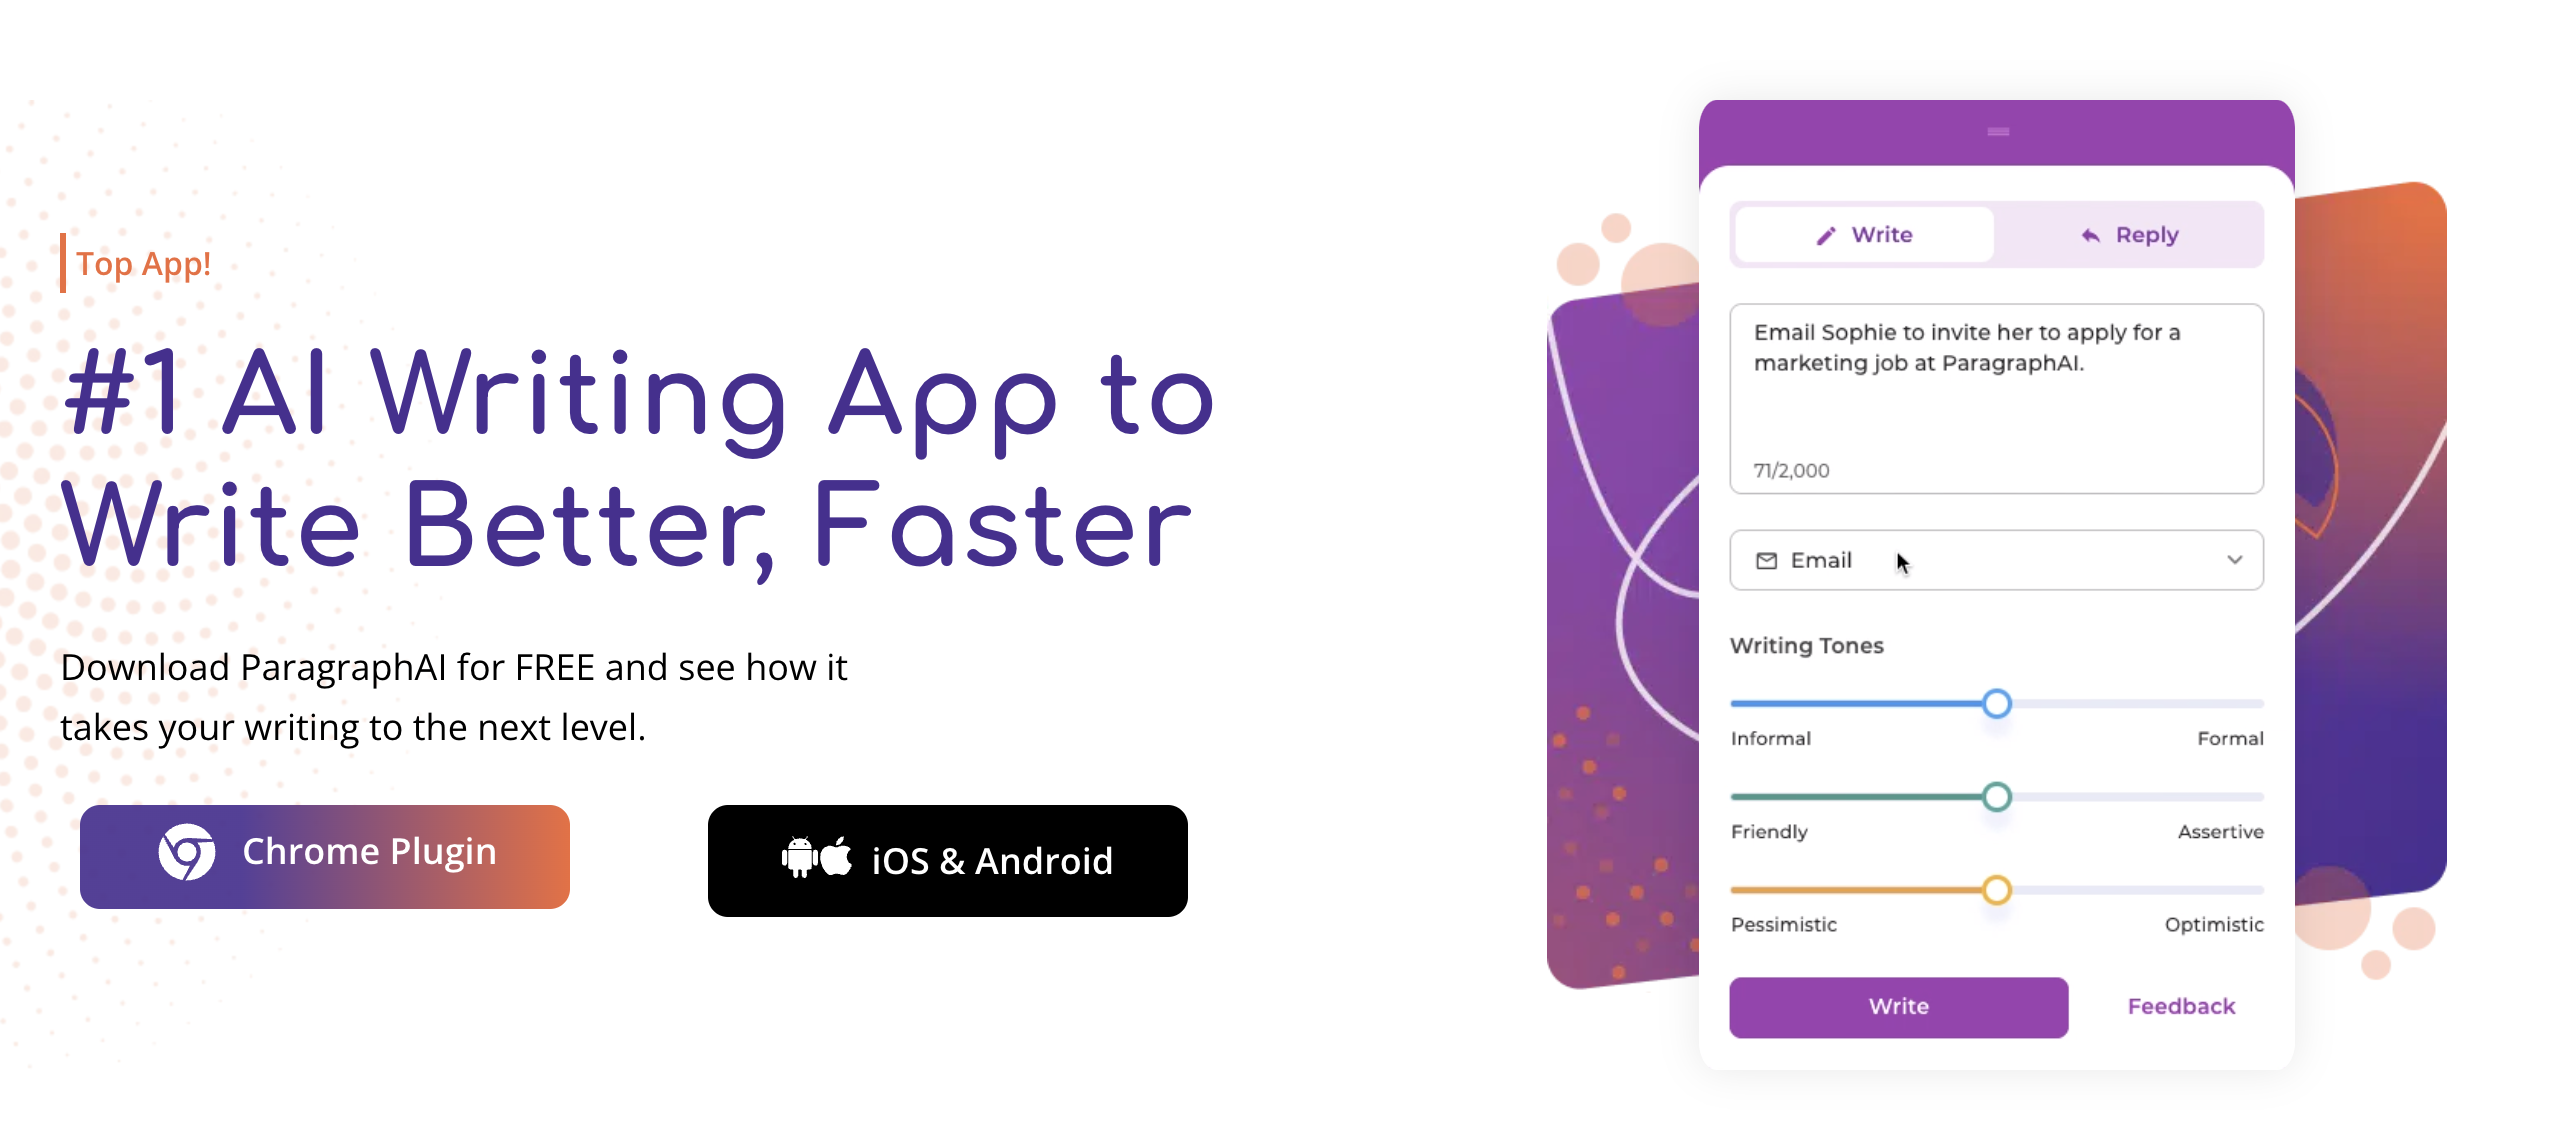 Top App!
#1 AI Writing App to
Write Better, Faster
Download ParagraphAI for FREE and see how it
takes your writing to the next level.
Chrome Plugin
iOS & Android
Write
Reply
Email Sophie to invite her to apply for a
marketing job at ParagraphAI.
71/2,000
Email
Writing Tones
Informal
Formal
Friendly
Assertive
Pessimistic
Optimistic
Write
Feedback